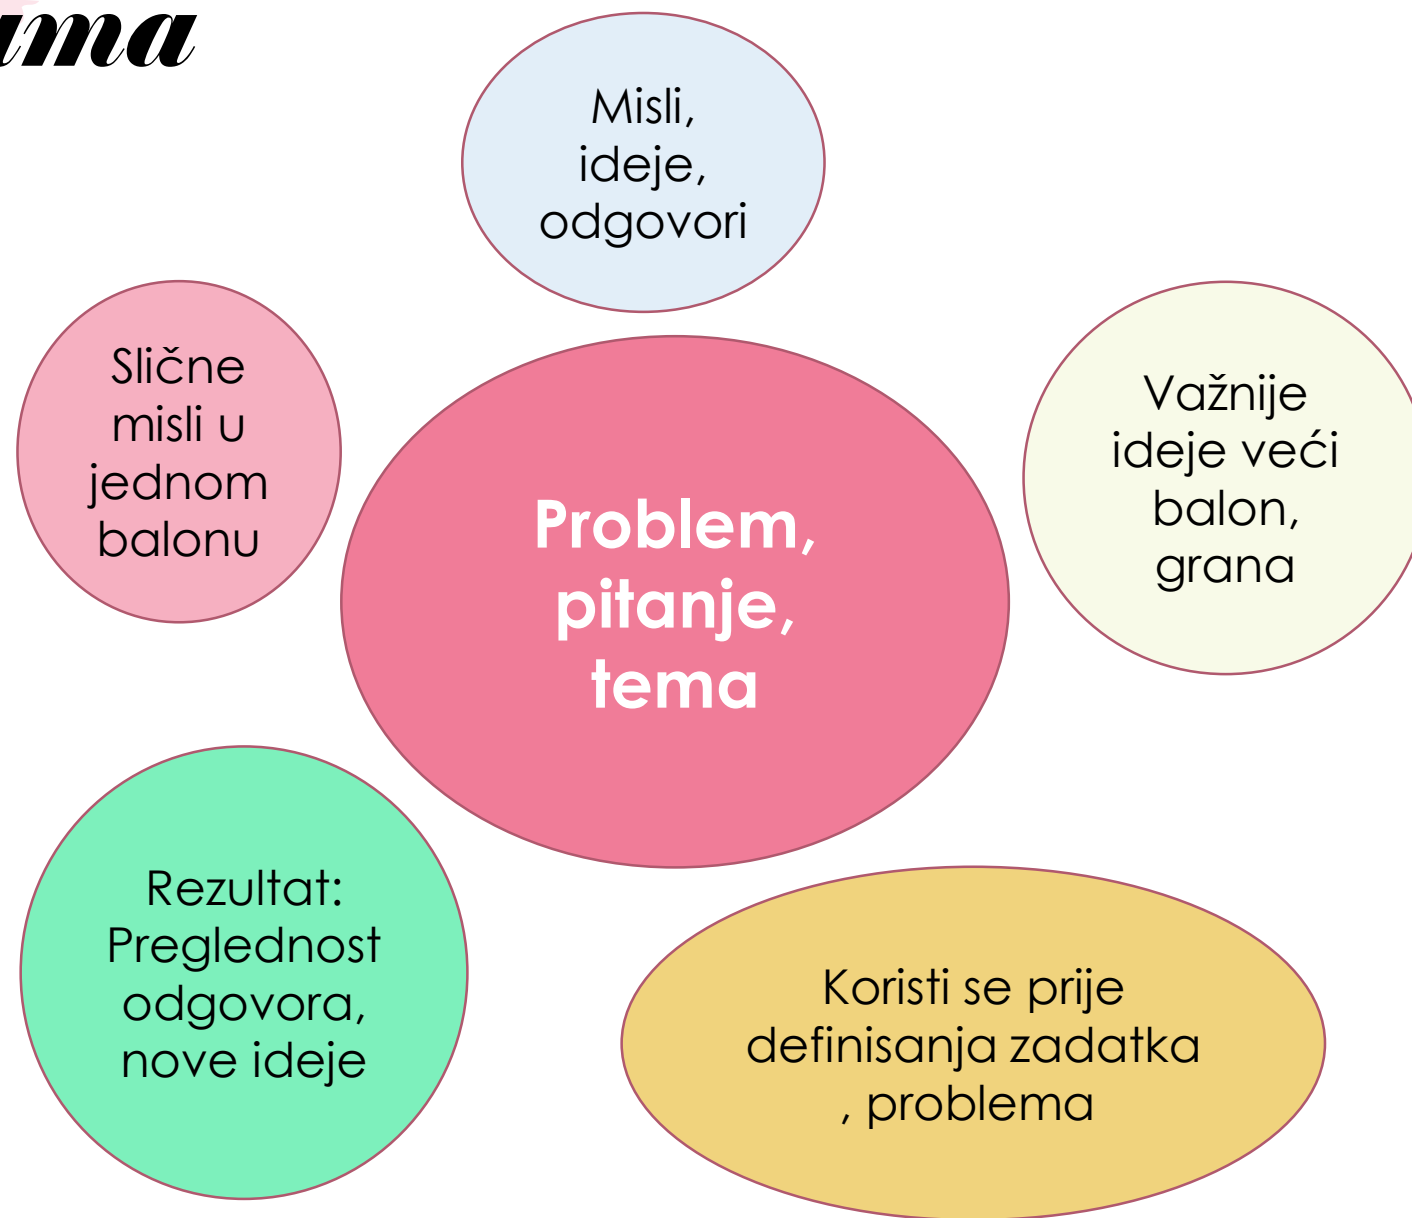 Misli,
ideje,
odgovori
Slične
misli u
jednom
balonu
Važnije
ideje veći
balon,
grana
Problem,
pitanje,
tema
Rezultat:
Preglednost
odgovora,
nove ideje
Koristi se prije
definisanja zadatka
, problema